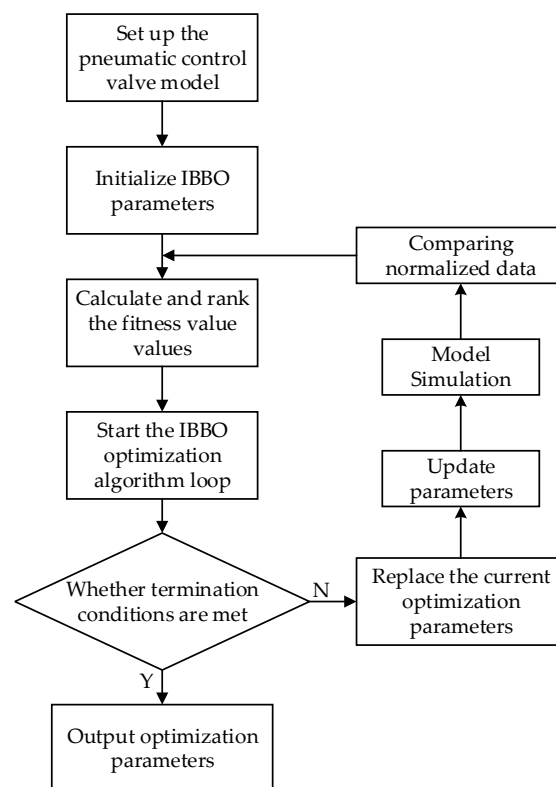 Set up the
pneumatic control
valve model
Initialize IBBO
parameters
Comparing
normalized data
Calculate and rank
the fitness value
values
Model
Simulation
Start the IBBO
optimization
algorithm loop
Update
parameters
Whether termination
conditions are met
N
Replace the current
optimization
parameters
Y
Output optimization
parameters